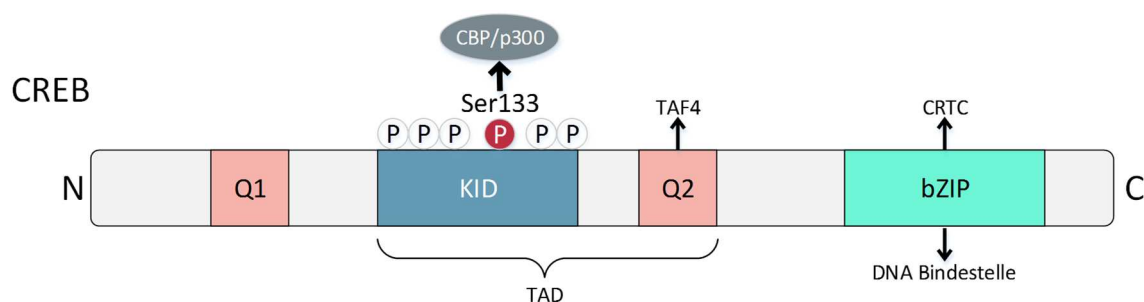 CBP/p300
CREB
Ser133
TAF4
CRTC
P P P P P P
N Q1 KID Q2 bZIP C
DNA Bindestelle
TAD